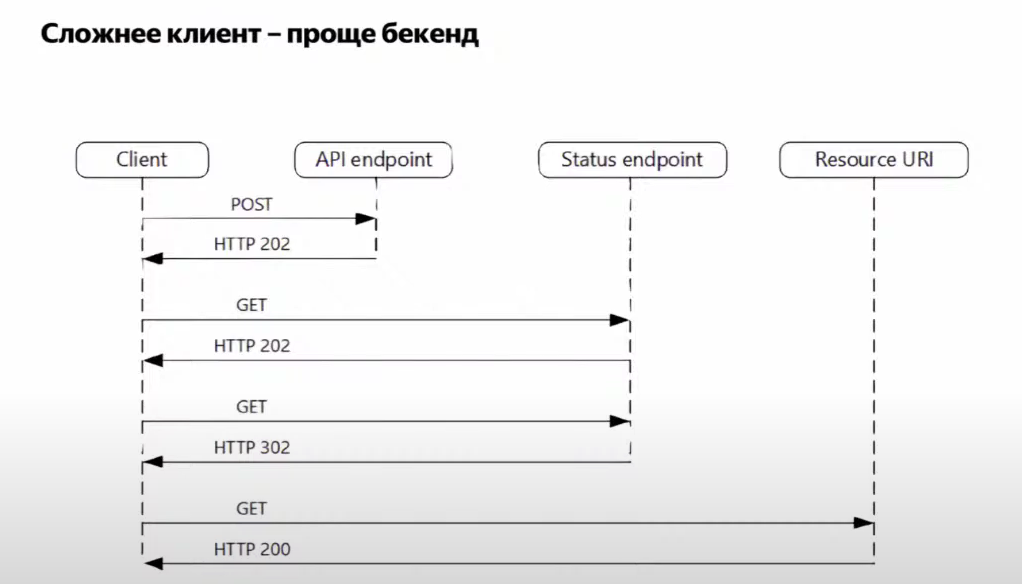 Сложнее клиент – проще бекенд
Client
API endpoint
Status endpoint
Resource URI
POST
HTTP 202
GET
HTTP 202
GET
HTTP 302
GET
HTTP 200